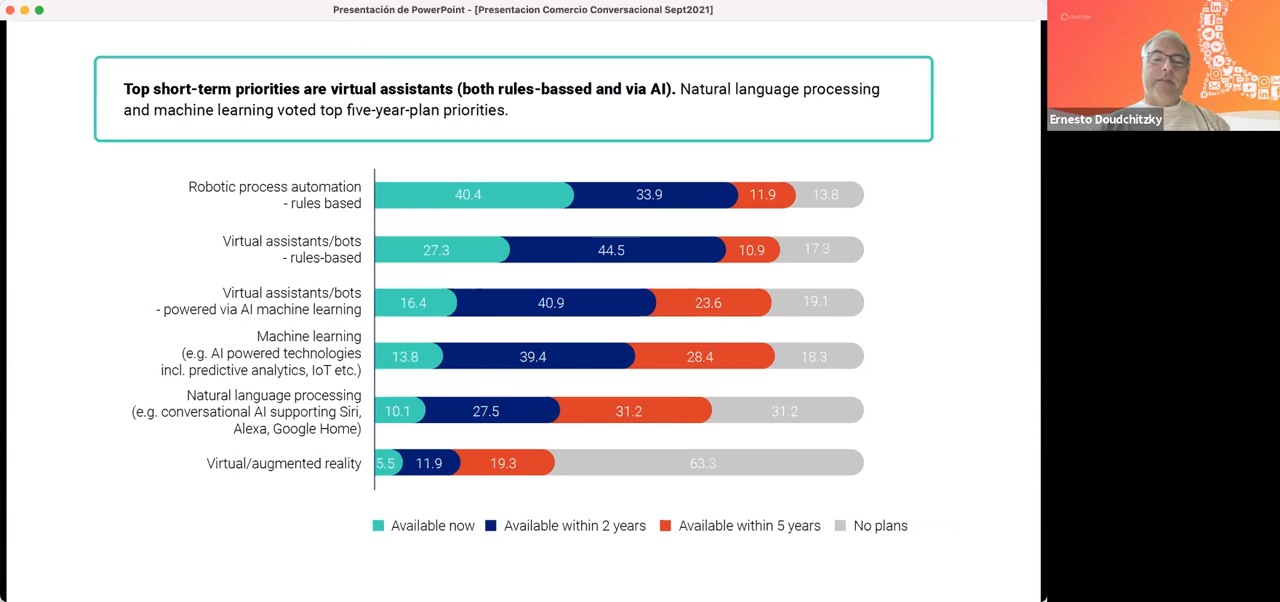 Presentación de PowerPoint - [Presentacion Comercio Conversacional Sept2021]
Top short-term priorities are virtual assistants (both rules-bassed and via AI). Natural language processing
and machine learning voted top five-year-plan priorities.
Robotic process automation
- rules based
40.4 33.9 11.9 13.8
Virtual assistants/bots
- rules-based
27.3 44.5 10.9 17.3
Virtual assistants/bots
- powered via AI machine learning
16.4 40.9 23.6 19.1
Machine learning
(e.g. AI powered technologies
incl. predictive analytics, IoT etc.)
13.8 39.4 28.4 18.3
Natural language processing
(e.g. conversational AI supporting Siri,
Alexa, Google Home)
10.1 27.5 31.2 31.2
Virtual/augmented reality
5.5 11.9 19.3 63.3
Available now Available within 2 years Available within 5 years No plans
Ernesto Doudchitzky